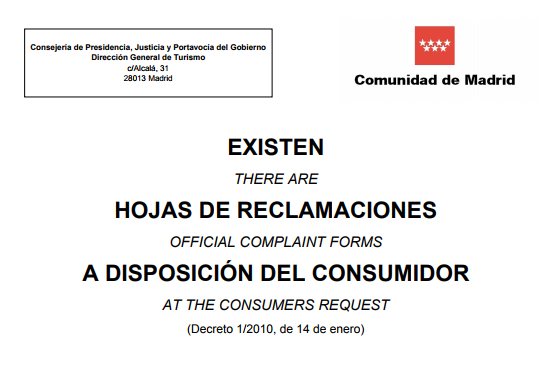 Consejería de Presidencia, Justicia y Portavocía del Gobierno
Dirección General de Turismo
c/Alcalá, 31
28013 Madrid
Comunidad de Madrid
EXISTEN
THERE ARE
HOJAS DE RECLAMACIONES
OFFICIAL COMPLAINT FORMS
A DISPOSICIÓN DEL CONSUMIDOR
AT THE CONSUMERS REQUEST
(Decreto 1/2010, de 14 de enero)